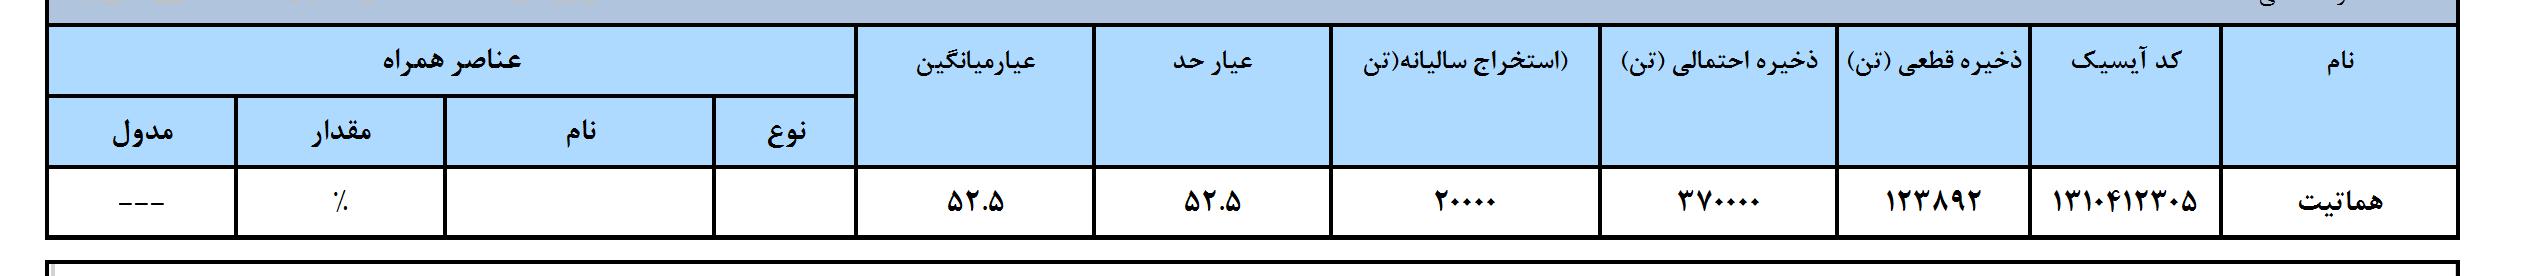 نام	کد آیسیک	ذخیره قطعی (تن)	ذخیره احتمالی (تن)	(استخراج سالیانه(تن	عیار حد	عیارمیانگین	عناصر همراه
نوع	نام	مقدار	مدول
هماتیت	۱۳۱۰۴۱۲۳۰۵	۱۲۳۸۹۲	۳۷۰۰۰۰	۲۰۰۰۰	۵۲.۵	۵۲.۵	٪	---